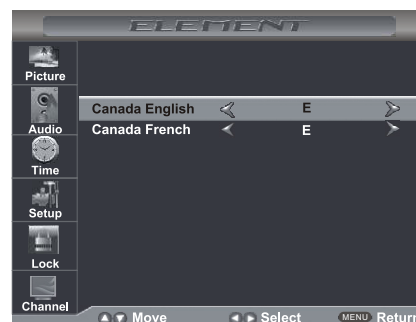 ELEMENT
Picture
Audio
Time
Setup
Lock
Channel
Canada English E
Canada French E
Move Select MENU Return